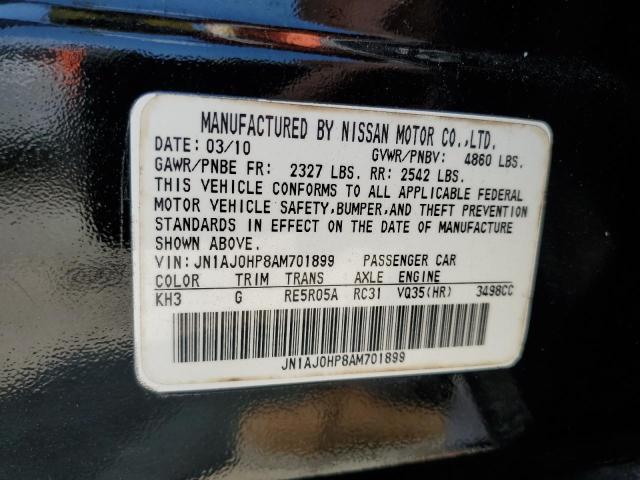 MANUFACTURED BY NISSAN MOTOR CO.,LTD.
DATE: 03/10 GVWR/PNBV: 4860 LBS.
GAWR/PNBE FR: 2327 LBS. RR: 2542 LBS.
THIS VEHICLE CONFORMS TO ALL APPLICABLE FEDERAL
MOTOR VEHICLE SAFETY,BUMPER,AND THEFT PREVENTION
STANDARDS IN EFFECT ON THE DATE OF MANUFACTURE
SHOWN ABOVE.
VIN: JN1AJ0HP8AM701899 PASSENGER CAR
COLOR TRIM TRANS AXLE ENGINE
KH3 G RE5R05A RC31 VQ35(HR) 3498CC
JN1AJ0HP8AM701899